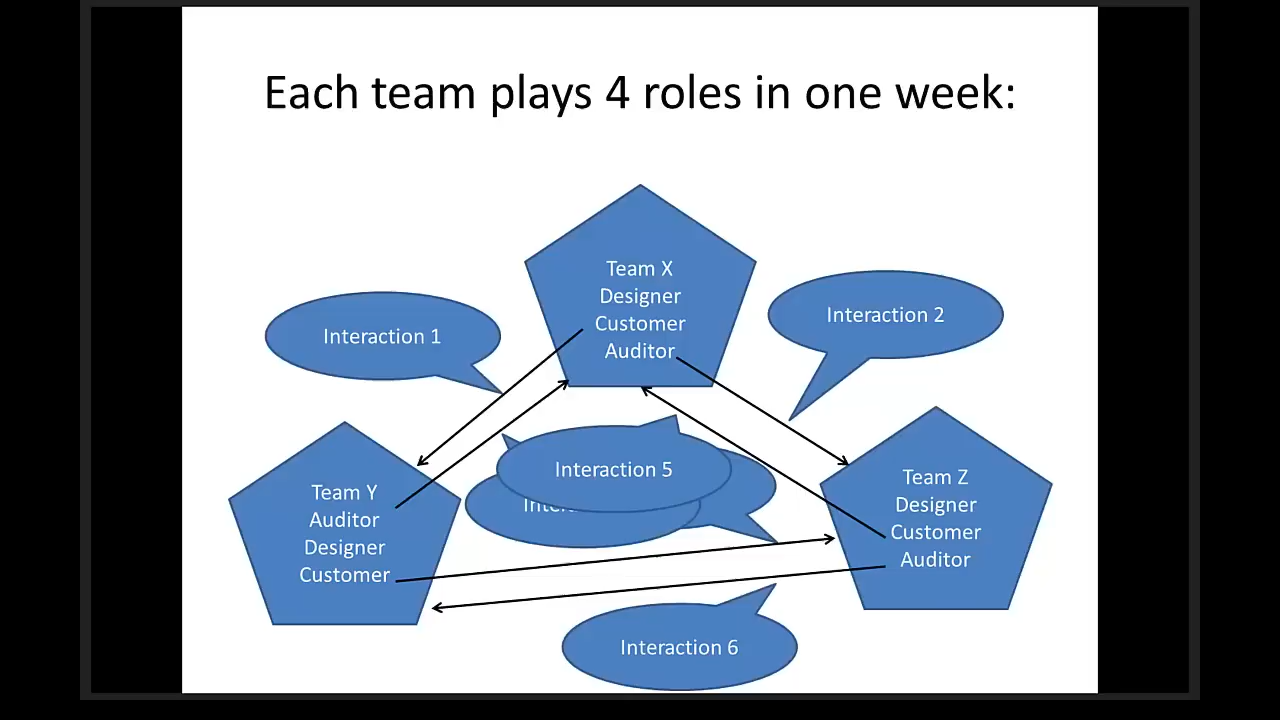 Each team plays 4 roles in one week:
Team X
Designer
Customer
Auditor
Interaction 1
Interaction 2
Interaction 5
Team Y
Auditor
Designer
Customer
Team Z
Designer
Customer
Auditor
Interaction 6